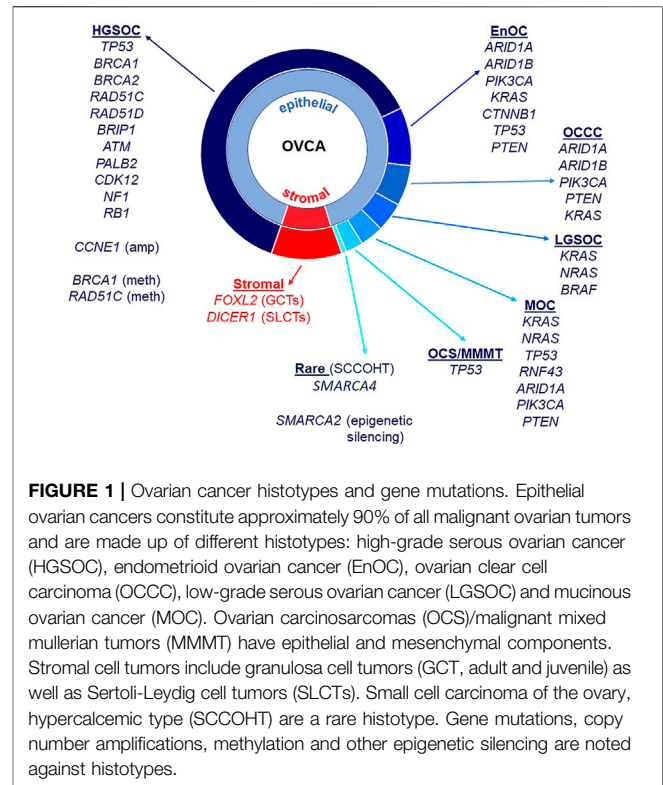 HGSOC
TP53
BRCA1
BRCA2
RAD51C
RAD51D
BRIP1
ATM
PALB2
CDK12
NF1
RB1
CCNE1 (amp)
BRCA1 (meth)
RAD51C (meth)
epithelial
OVCA
stromal
EnOC
ARID1A
ARID1B
PIK3CA
KRAS
CTNNB1
TP53
PTEN
OCCC
ARID1A
ARID1B
PIK3CA
PTEN
KRAS
LGSOC
KRAS
NRAS
BRAF
MOC
KRAS
NRAS
TP53
RNF43
ARID1A
PIK3CA
PTEN
OCS/MMMT
TP53
Rare (SCCOHT)
SMARCA4
SMARCA2 (epigenetic
silencing)
Stromal
FOXL2 (GCTs)
DICER1 (SLCTs)
FIGURE 1 | Ovarian cancer histotypes and gene mutations. Epithelial
ovarian cancers constitute approximately 90% of all malignant ovarian tumors
and are made up of different histotypes: high-grade serous ovarian cancer
(HGSOC), endometrioid ovarian cancer (EnOC), ovarian clear cell
carcinoma (OCCC), low-grade serous ovarian cancer (LGSOC) and mucinous
ovarian cancer (MOC). Ovarian carcinosarcomas (OCS)/malignant mixed
mullerian tumors (MMMT) have epithelial and mesenchymal components.
Stromal cell tumors include granulosa cell tumors (GCT, adult and juvenile) as
well as Sertoli-Leydig cell tumors (SLCTs). Small cell carcinoma of the ovary,
hypercalcemic type (SCCOHT) are a rare histotype. Gene mutations, copy
number amplifications, methylation and other epigenetic silencing are noted
against histotypes.